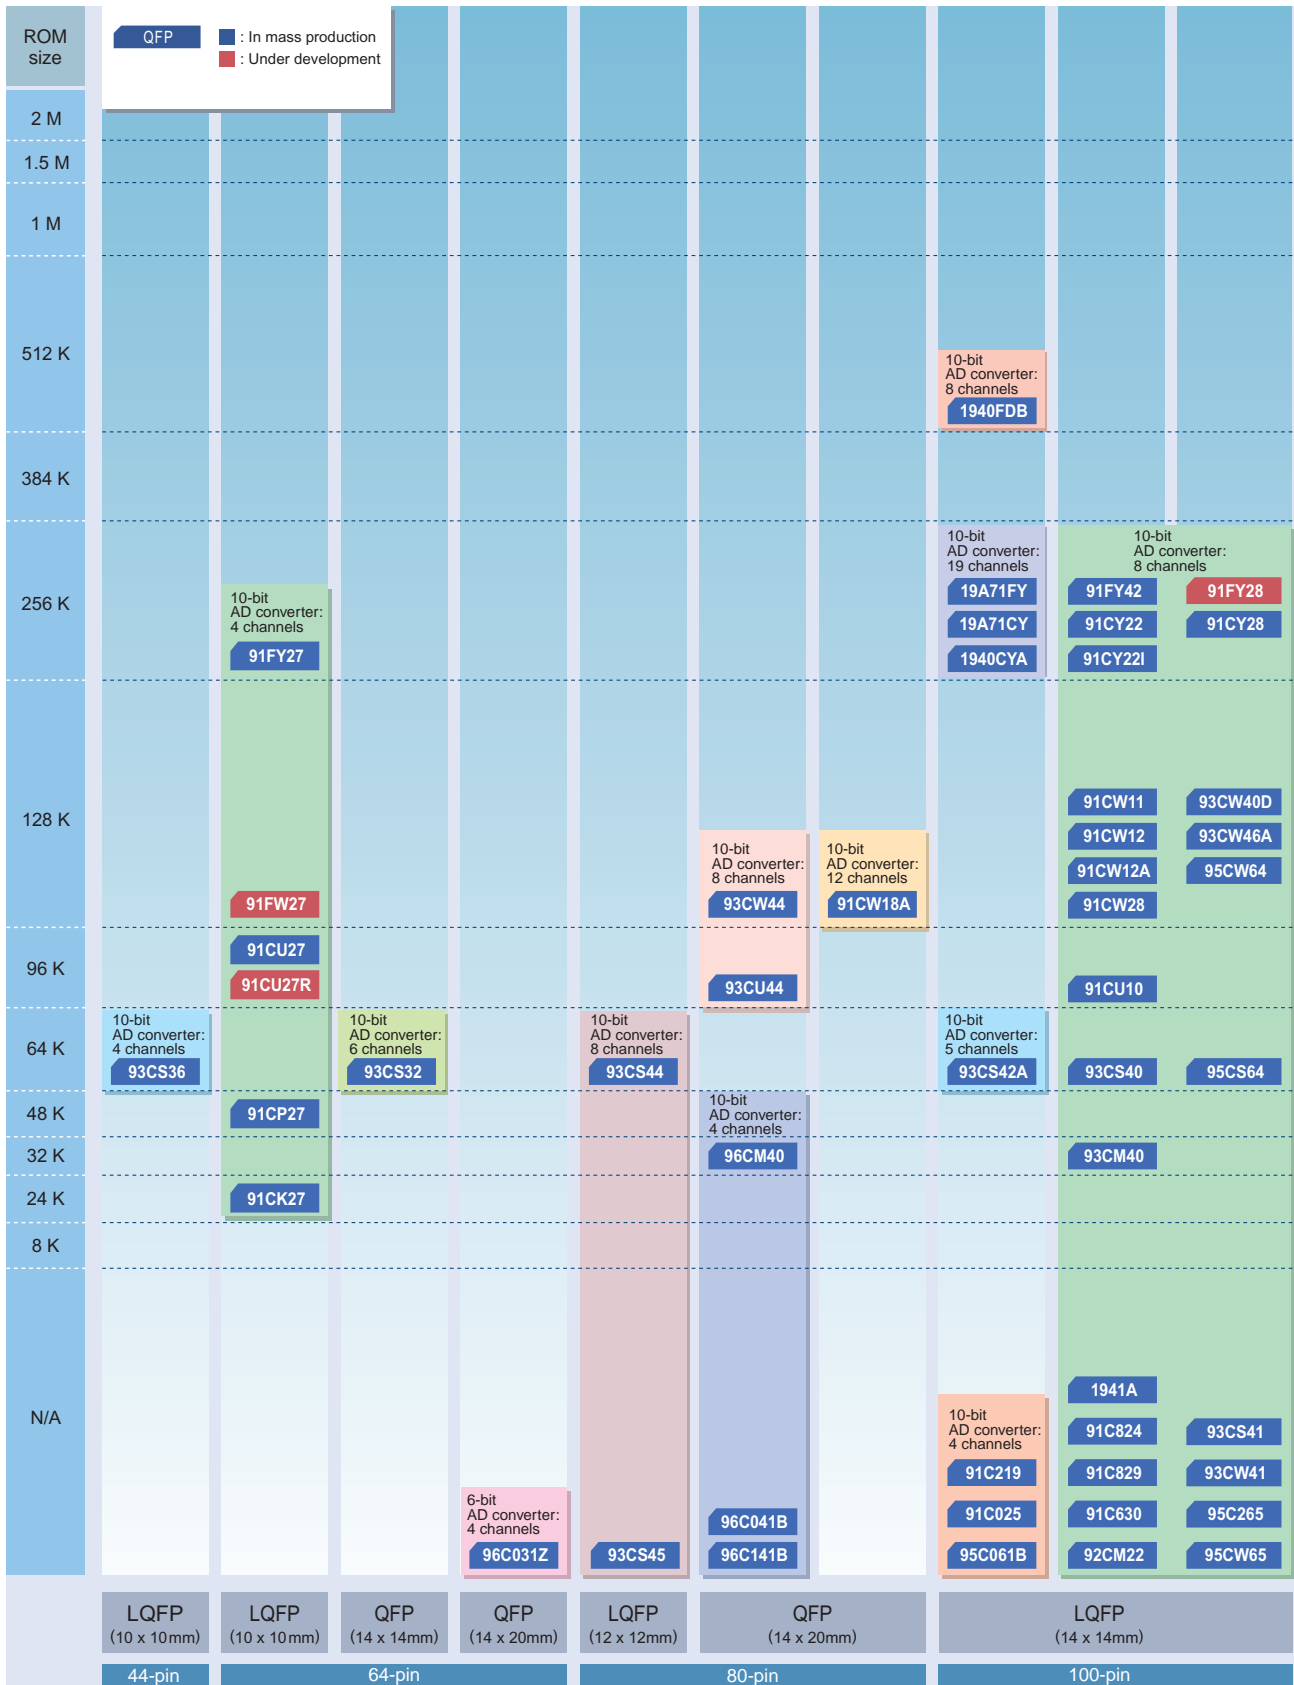 ROM
size
QFP
: In mass production
: Under development
2 M
1.5 M
1 M
512 K
10-bit
AD converter:
8 channels
1940FDB
384 K
256 K
10-bit
AD converter:
4 channels
91FY27
10-bit
AD converter:
19 channels
19A71FY
19A71CY
1940CYA
10-bit
AD converter:
8 channels
91FY42
91FY28
91CY22
91CY28
91CY22I
128 K
91FW27
10-bit
AD converter:
8 channels
93CW44
10-bit
AD converter:
12 channels
91CW18A
91CW11
93CW40D
91CW12
93CW46A
91CW12A
95CW64
91CW28
96 K
91CU27
91CU27R
93CU44
91CU10
64 K
10-bit
AD converter:
4 channels
93CS36
10-bit
AD converter:
6 channels
93CS32
10-bit
AD converter:
8 channels
93CS44
10-bit
AD converter:
5 channels
93CS42A
93CS40
95CS64
48 K
91CP27
10-bit
AD converter:
4 channels
32 K
96CM40
93CM40
24 K
91CK27
8 K
N/A
6-bit
AD converter:
4 channels
96C031Z
93CS45
96C041B
96C141B
10-bit
AD converter:
4 channels
91C219
91C025
95C061B
1941A
91C824
93CS41
91C829
93CW41
91C630
95C265
92CM22
95CW65
LQFP
(10 x 10mm)
LQFP
(10 x 10mm)
QFP
(14 x 14mm)
QFP
(14 x 20mm)
LQFP
(12 x 12mm)
QFP
(14 x 20mm)
LQFP
(14 x 14mm)
44-pin
64-pin
80-pin
100-pin